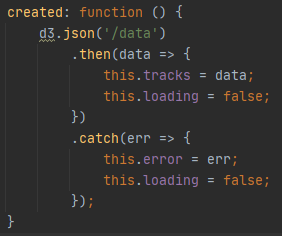 created: function () {
    d3.json('/data')
        .then(data => {
            this.tracks = data;
            this.loading = false;
        })
        .catch(err => {
            this.error = err;
            this.loading = false;
        });
}